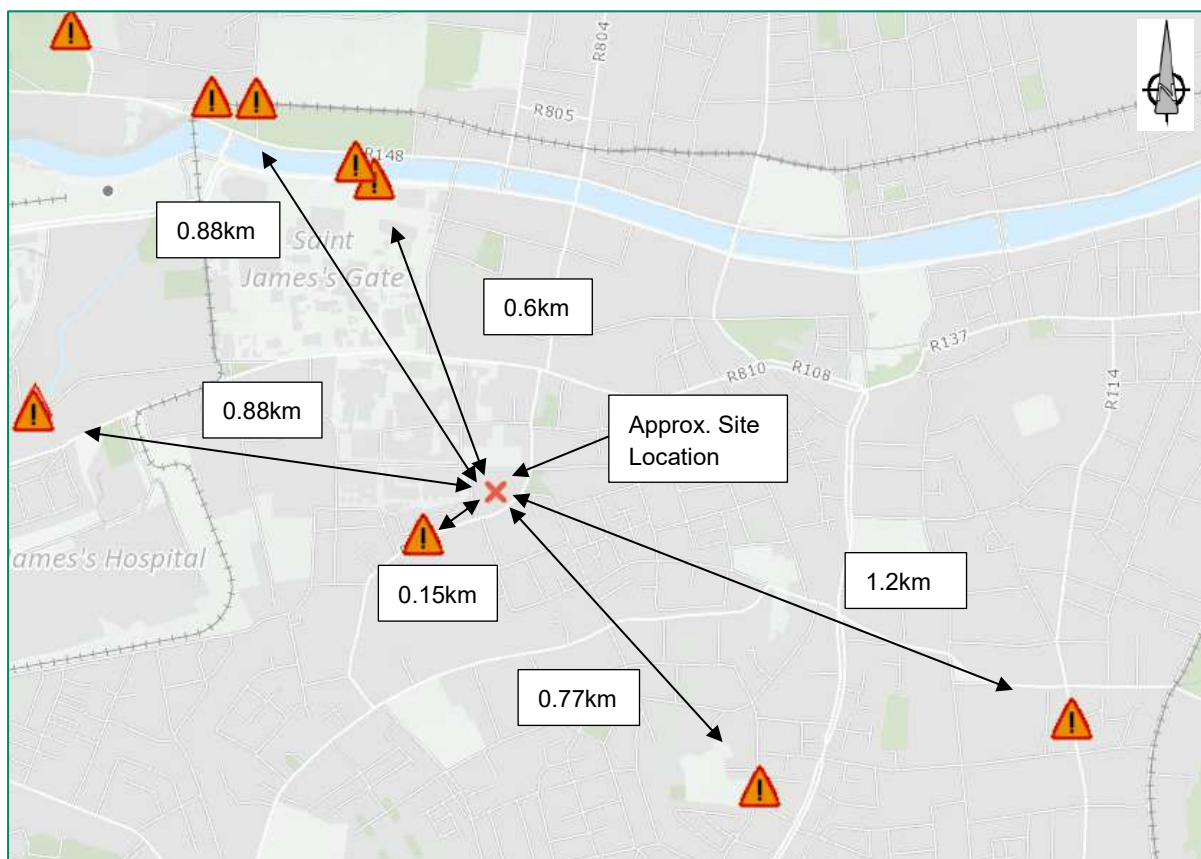 R804
R805
R148
0.88km
Saint
James's Gate
0.6km
R137
R810
R108
R114
0.88km
Approx. Site
Location
James's Hospital
0.15km
1.2km
0.77km